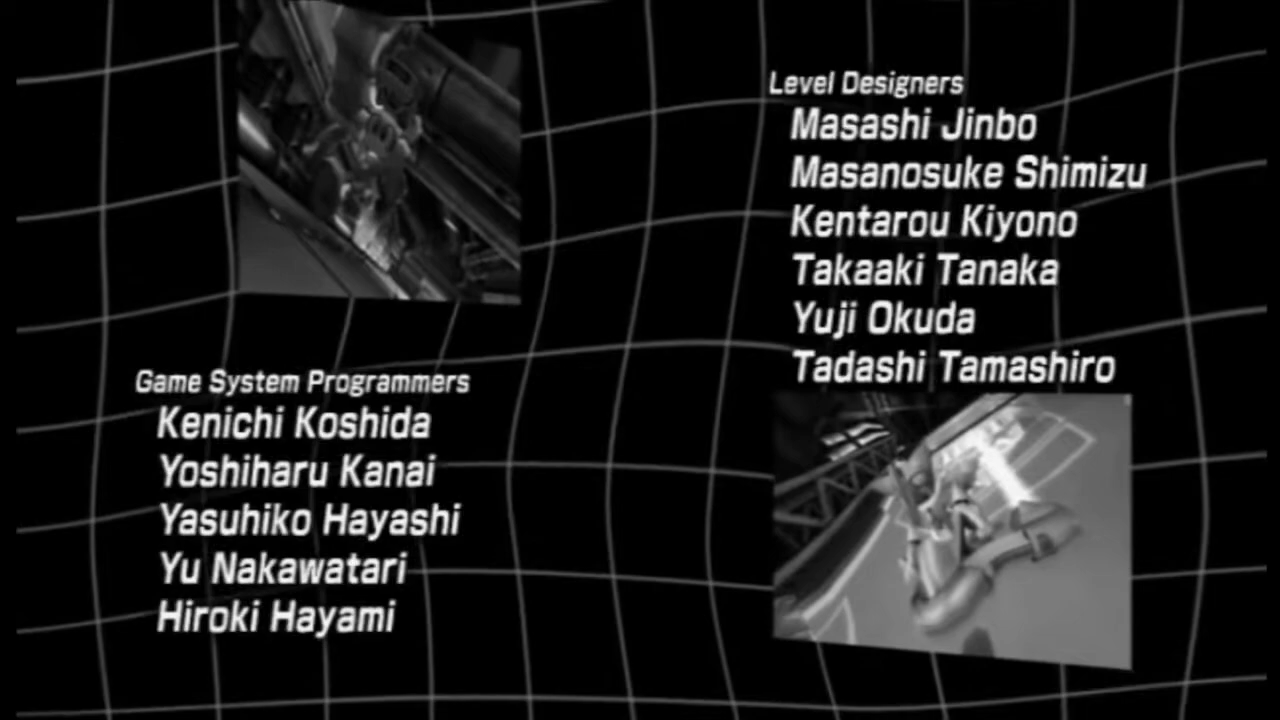 Level Designers
Masashi Jinbo
Masanosuke Shimizu
Kentarou Kiyono
Takaaki Tanaka
Yuji Okuda
Tadashi Tamashiro
Game System Programmers
Kenichi Koshida
Yoshiharu Kanai
Yasuhiko Hayashi
Yu Nakawatari
Hiroki Hayami